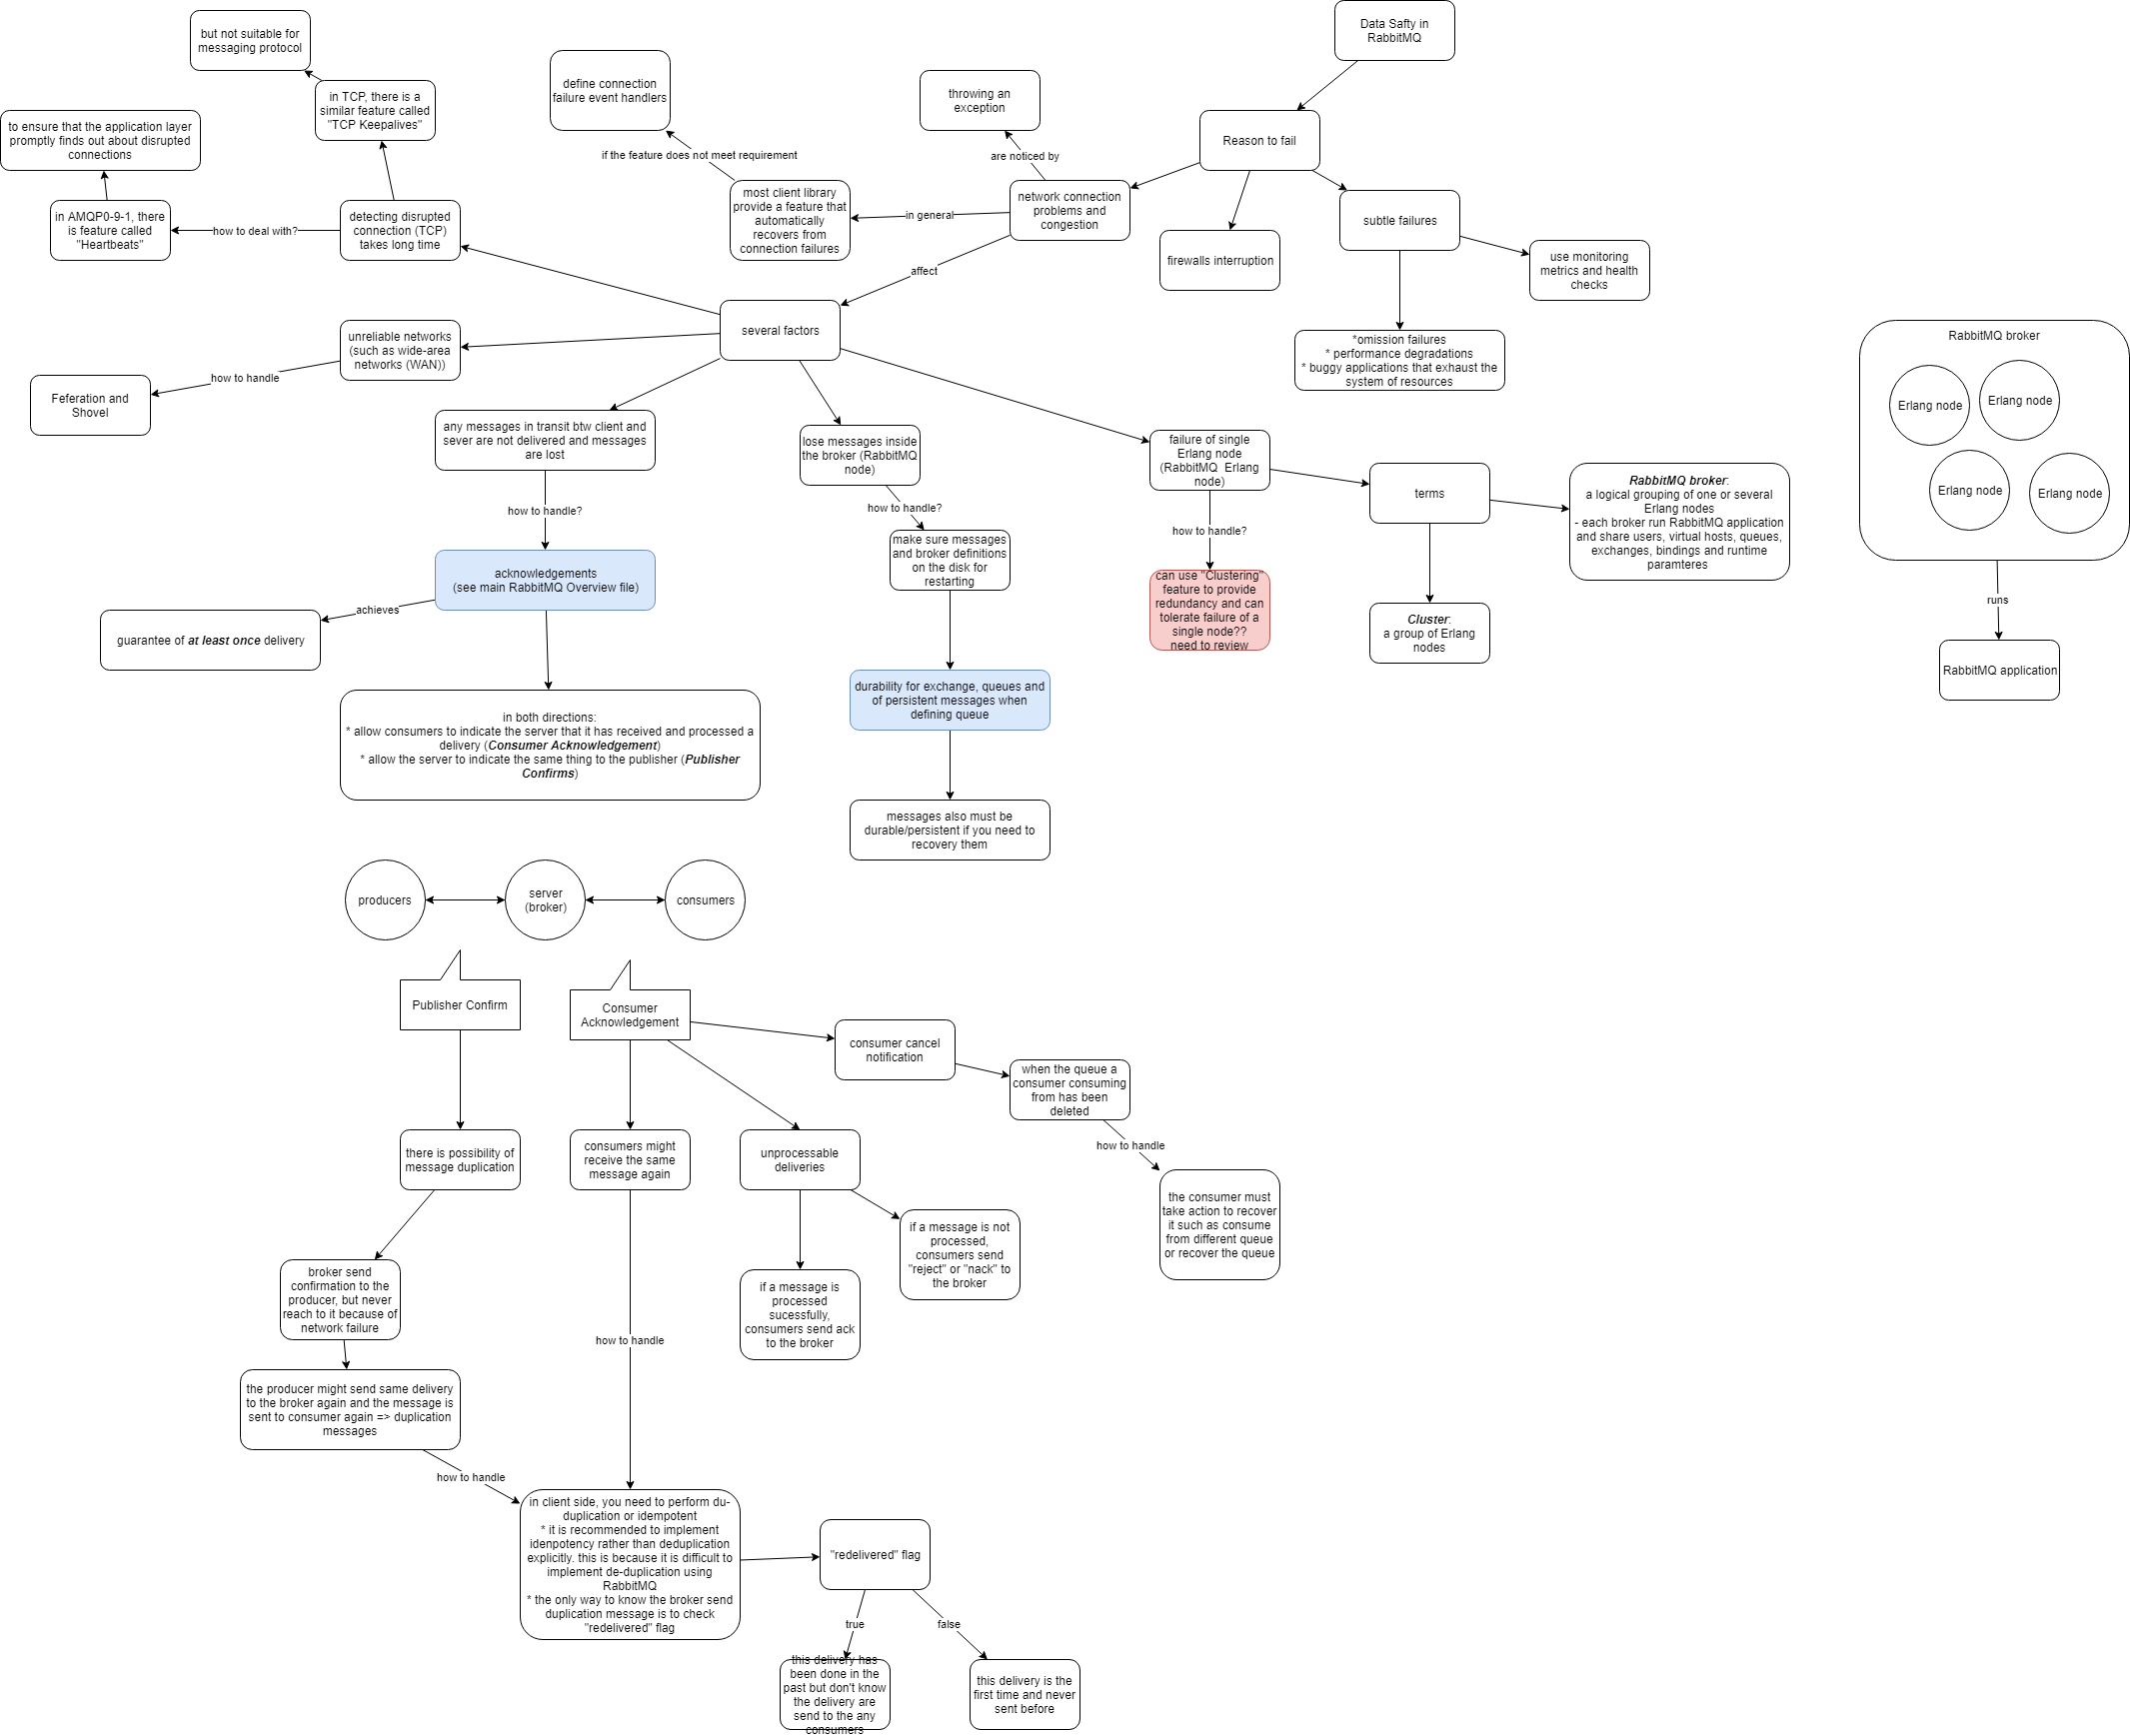 Data Safty in
RabbitMQ
but not suitable for
messaging protocol
in TCP, there is a
similar feature called
"TCP Keepalives"
define connection
failure event handlers
throwing an
exception
Reason to fail
to ensure that the application layer
promptly finds out about disrupted
connections
if the feature does not meet requirement
are noticed by
in AMQP0-9-1, there
is feature called
"Heartbeats"
how to deal with?
detecting disrupted
connection (TCP)
takes long time
most client library
provide a feature that
automatically
recovers from
connection failures
in general
network connection
problems and
congestion
subtle failures
firewalls interruption
use monitoring
metrics and health
checks
affect
several factors
*omission failures
* performance degradations
* buggy applications that exhaust the
system of resources
unreliable networks
(such as wide-area
networks (WAN))
how to handle
Feferation and
Shovel
RabbitMQ broker
Erlang node
Erlang node
Erlang node
Erlang node
runs
RabbitMQ application
any messages in transit btw client and
sever are not delivered and messages
are lost
lose messages inside
the broker (RabbitMQ
node)
failure of single
Erlang node
(RabbitMQ Erlang
node)
terms
RabbitMQ broker:
a logical grouping of one or several
Erlang nodes
- each broker run RabbitMQ application
and share users, virtual hosts, queues,
exchanges, bindings and runtime
paramteres
how to handle?
how to handle?
how to handle?
acknowledgements
(see main RabbitMQ Overview file)
make sure messages
and broker definitions
on the disk for
restarting
can use "Clustering"
feature to provide
redundancy and can
tolerate failure of a
single node??
need to review
Cluster:
a group of Erlang
nodes
achieves
guarantee of at least once delivery
durability for exchange, queues and
of persistent messages when
defining queue
in both directions:
* allow consumers to indicate the server that it has received and processed a
delivery (Consumer Acknowledgement)
* allow the server to indicate the same thing to the publisher (Publisher
Confirms)
messages also must be
durable/persistent if you need to
recovery them
producers
server
(broker)
consumers
Publisher Confirm
Consumer
Acknowledgement
consumer cancel
notification
when the queue a
consumer consuming
from has been
deleted
how to handle
the consumer must
take action to recover
it such as consume
from different queue
or recover the queue
there is possibility of
message duplication
consumers might
receive the same
message again
unprocessable
deliveries
if a message is not
processed,
consumers send
"reject" or "nack" to
the broker
if a message is
processed
sucessfully,
consumers send ack
to the broker
broker send
confirmation to the
producer, but never
reach to it because of
network failure
how to handle
the producer might send same delivery
to the broker again and the message is
sent to consumer again => duplication
messages
how to handle
in client side, you need to perform du-
duplication or idempotent
* it is recommended to implement
idenpotency rather than deduplication
explicitly. this is because it is difficult to
implement de-duplication using
RabbitMQ
* the only way to know the broker send
duplication message is to check
"redelivered" flag
"redelivered" flag
true
false
this delivery has
been done in the
past but don't know
the delivery are
send to the any
consumers
this delivery is the
first time and never
sent before